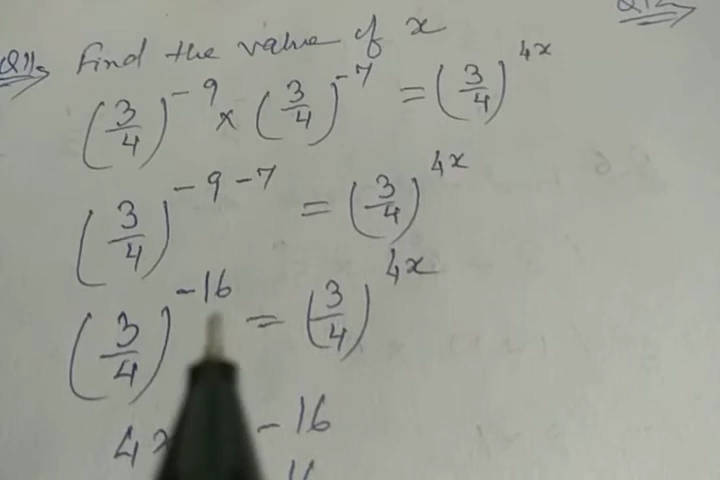 Q11. Find the value of x
(3/4)^-9 × (3/4)^-7 = (3/4)^4x
(3/4)^-9-7 = (3/4)^4x
(3/4)^-16 = (3/4)^4x
4x -16